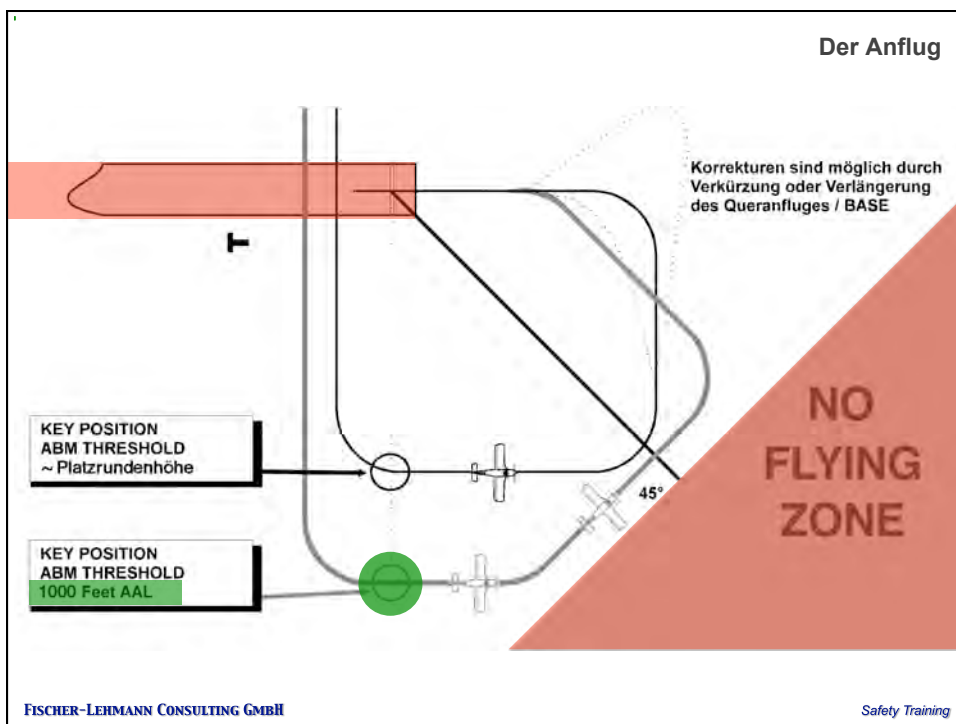 Der Anflug
Korrekturen sind möglich durch
Verkürzung oder Verlängerung
des Queranfluges / BASE
KEY POSITION
ABM THRESHOLD
~ Platzrundenhöhe
KEY POSITION
ABM THRESHOLD
1000 Feet AAL
45°
NO
FLYING
ZONE
FISCHER-LEHMANN CONSULTING GMBH
Safety Training